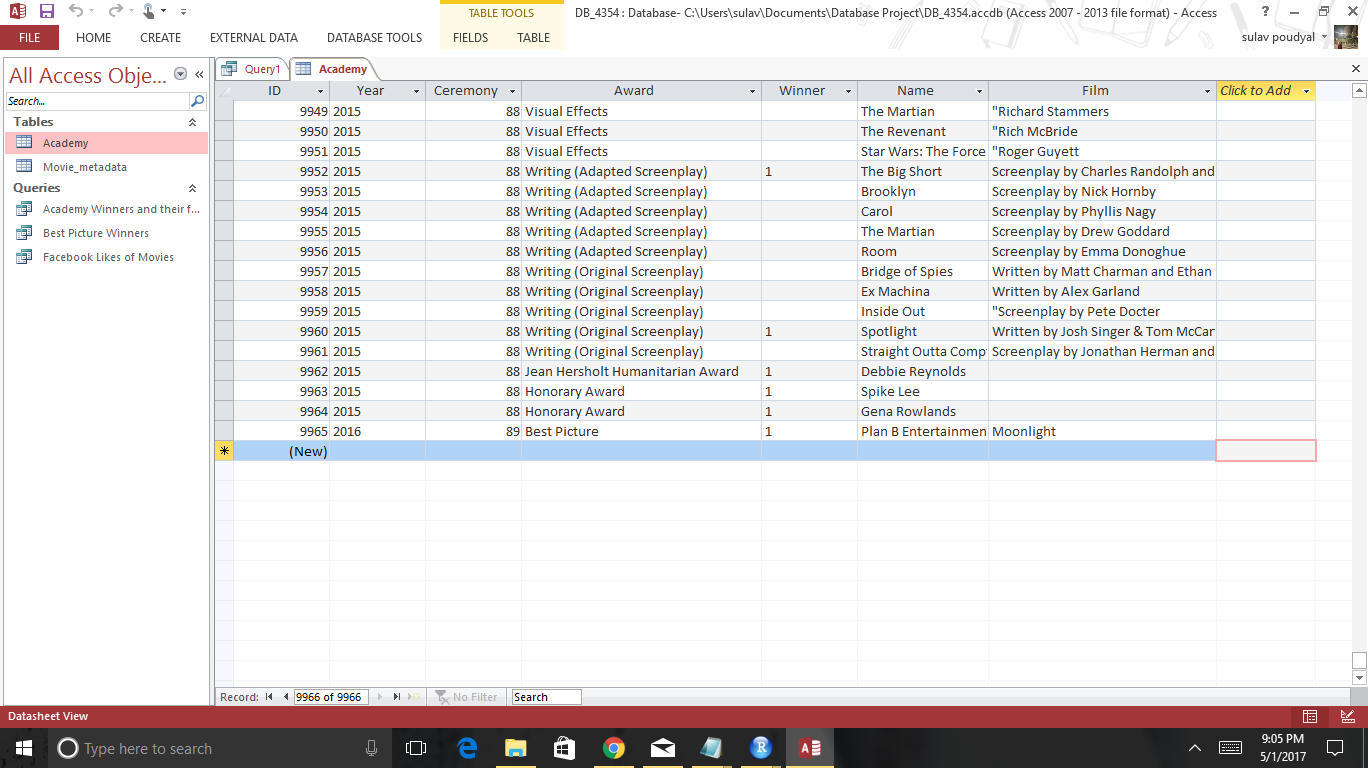 TABLE TOOLS
DB_4354 : Database- C:\Users\sulav\Documents\Database Project\DB_4354.accdb (Access 2007 - 2013 file format) - Access
FILE HOME CREATE EXTERNAL DATA DATABASE TOOLS FIELDS TABLE sulav poudyal
All Access Obje...
Search...
Tables
Academy
Movie_metadata
Queries
Academy Winners and their f...
Best Picture Winners
Facebook Likes of Movies
Query1 Academy
ID Year Ceremony Award Winner Name Film Click to Add
9949 2015 88 Visual Effects The Martian "Richard Stammers
9950 2015 88 Visual Effects The Revenant "Rich McBride
9951 2015 88 Visual Effects Star Wars: The Force "Roger Guyett
9952 2015 88 Writing (Adapted Screenplay) 1 The Big Short Screenplay by Charles Randolph and
9953 2015 88 Writing (Adapted Screenplay) Brooklyn Screenplay by Nick Hornby
9954 2015 88 Writing (Adapted Screenplay) Carol Screenplay by Phyllis Nagy
9955 2015 88 Writing (Adapted Screenplay) The Martian Screenplay by Drew Goddard
9956 2015 88 Writing (Adapted Screenplay) Room Screenplay by Emma Donoghue
9957 2015 88 Writing (Original Screenplay) Bridge of Spies Written by Matt Charman and Ethan
9958 2015 88 Writing (Original Screenplay) Ex Machina Written by Alex Garland
9959 2015 88 Writing (Original Screenplay) Inside Out "Screenplay by Pete Docter
9960 2015 88 Writing (Original Screenplay) 1 Spotlight Written by Josh Singer & Tom McCar
9961 2015 88 Writing (Original Screenplay) Straight Outta Comp Screenplay by Jonathan Herman and
9962 2015 88 Jean Hersholt Humanitarian Award 1 Debbie Reynolds
9963 2015 88 Honorary Award 1 Spike Lee
9964 2015 88 Honorary Award 1 Gena Rowlands
9965 2016 89 Best Picture 1 Plan B Entertainmen Moonlight
(New)
Record: 9966 of 9966 No Filter Search
Datasheet View
Type here to search
9:05 PM
5/1/2017